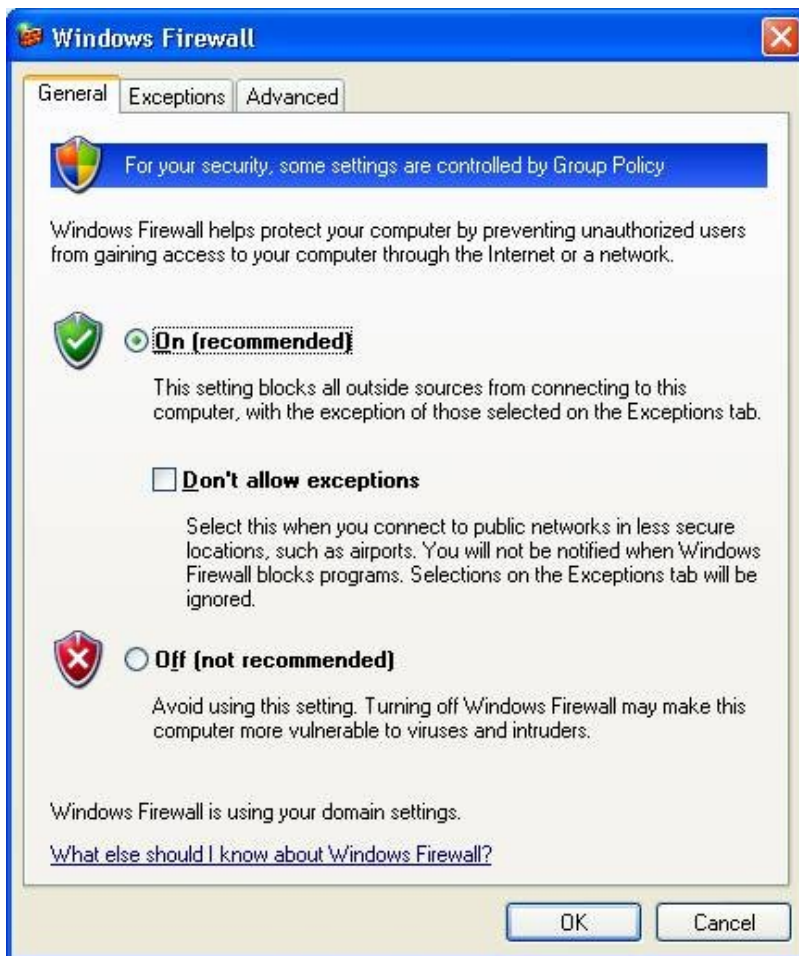 Windows Firewall
General Exceptions Advanced
For your security, some settings are controlled by Group Policy
Windows Firewall helps protect your computer by preventing unauthorized users
from gaining access to your computer through the Internet or a network.
On (recommended)
This setting blocks all outside sources from connecting to this
computer, with the exception of those selected on the Exceptions tab.
Don't allow exceptions
Select this when you connect to public networks in less secure
locations, such as airports. You will not be notified when Windows
Firewall blocks programs. Selections on the Exceptions tab will be
ignored.
Off (not recommended)
Avoid using this setting. Turning off Windows Firewall may make this
computer more vulnerable to viruses and intruders.
Windows Firewall is using your domain settings.
What else should I know about Windows Firewall?
OK Cancel